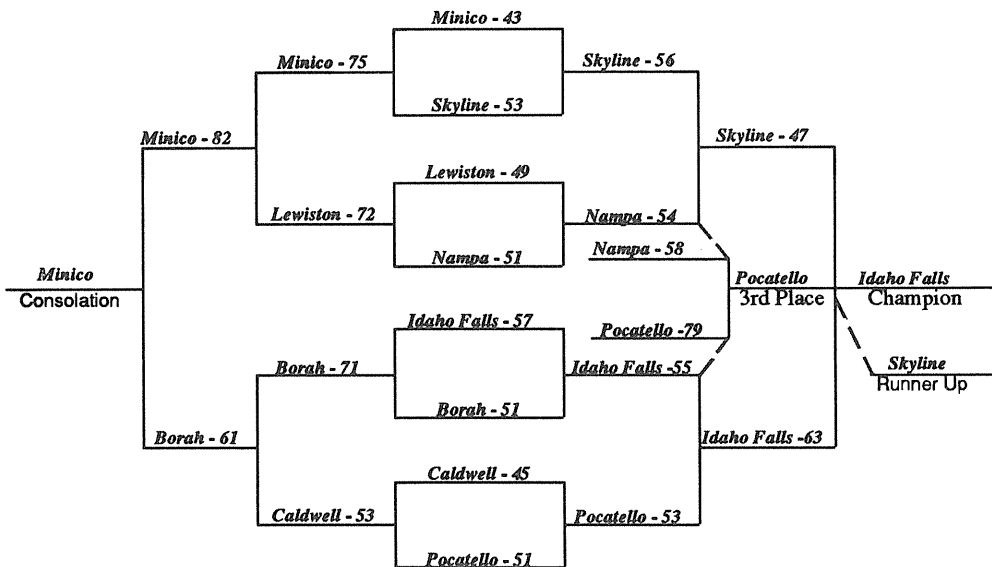 Minico - 43
Minico - 75
Skyline - 56
Skyline - 53
Minico - 82
Skyline - 47
Lewiston - 49
Lewiston - 72
Nampa - 54
Nampa - 51
Nampa - 58
Minico
Consolation
Pocatello
3rd Place
Idaho Falls
Champion
Idaho Falls - 57
Pocatello -79
Borah - 71
Idaho Falls -55
Skyline
Runner Up
Borah - 51
Borah - 61
Idaho Falls -63
Caldwell - 45
Caldwell - 53
Pocatello - 53
Pocatello - 51